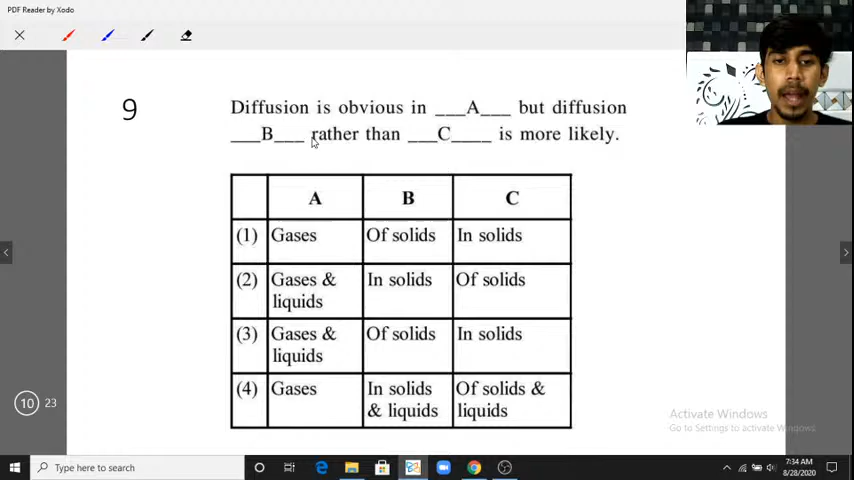 PDF Reader by Xodo
9
Diffusion is obvious in ___A___ but diffusion
___B___ rather than ___C____ is more likely.
A B C
(1) Gases Of solids In solids
(2) Gases & liquids In solids Of solids
(3) Gases & liquids Of solids In solids
(4) Gases In solids & liquids Of solids & liquids
10 23
Activate Windows
Go to Settings to activate Windows.
Type here to search
7:34 AM
8/28/2020